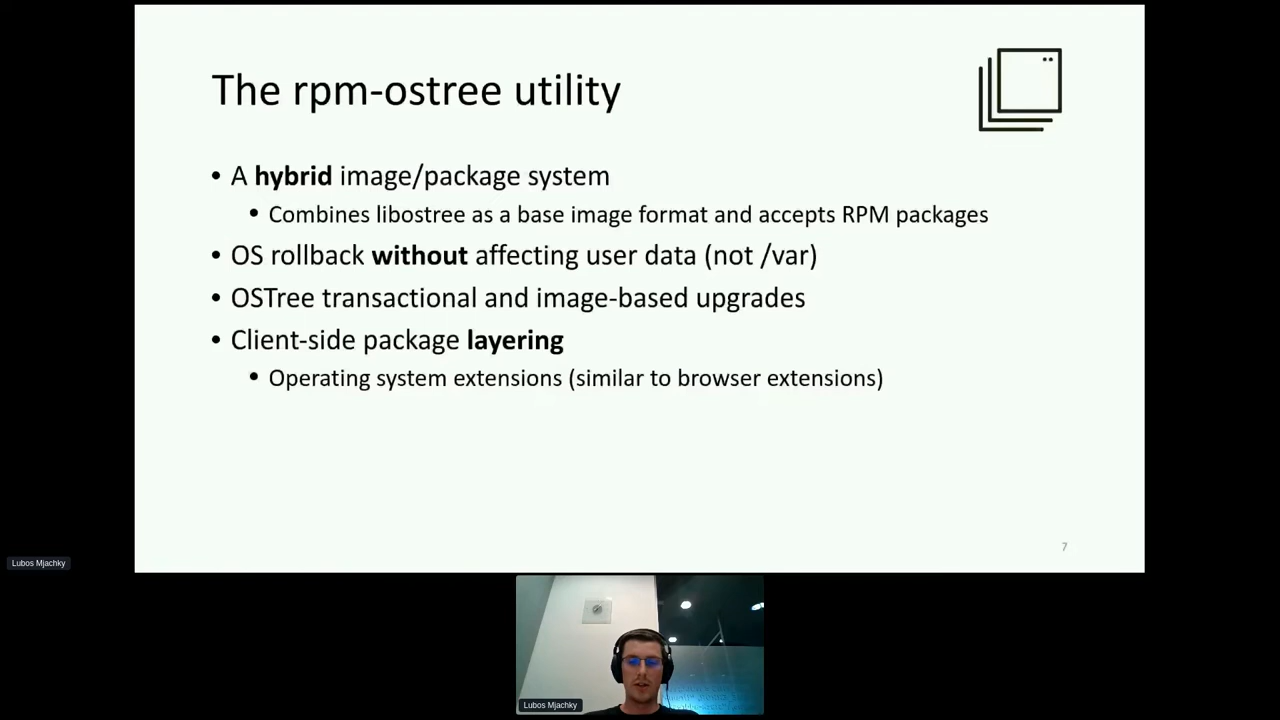 The rpm-ostree utility
• A hybrid image/package system
• Combines libostree as a base image format and accepts RPM packages
• OS rollback without affecting user data (not /var)
• OSTree transactional and image-based upgrades
• Client-side package layering
• Operating system extensions (similar to browser extensions)
7
Lubos Mjachky
Lubos Mjachky